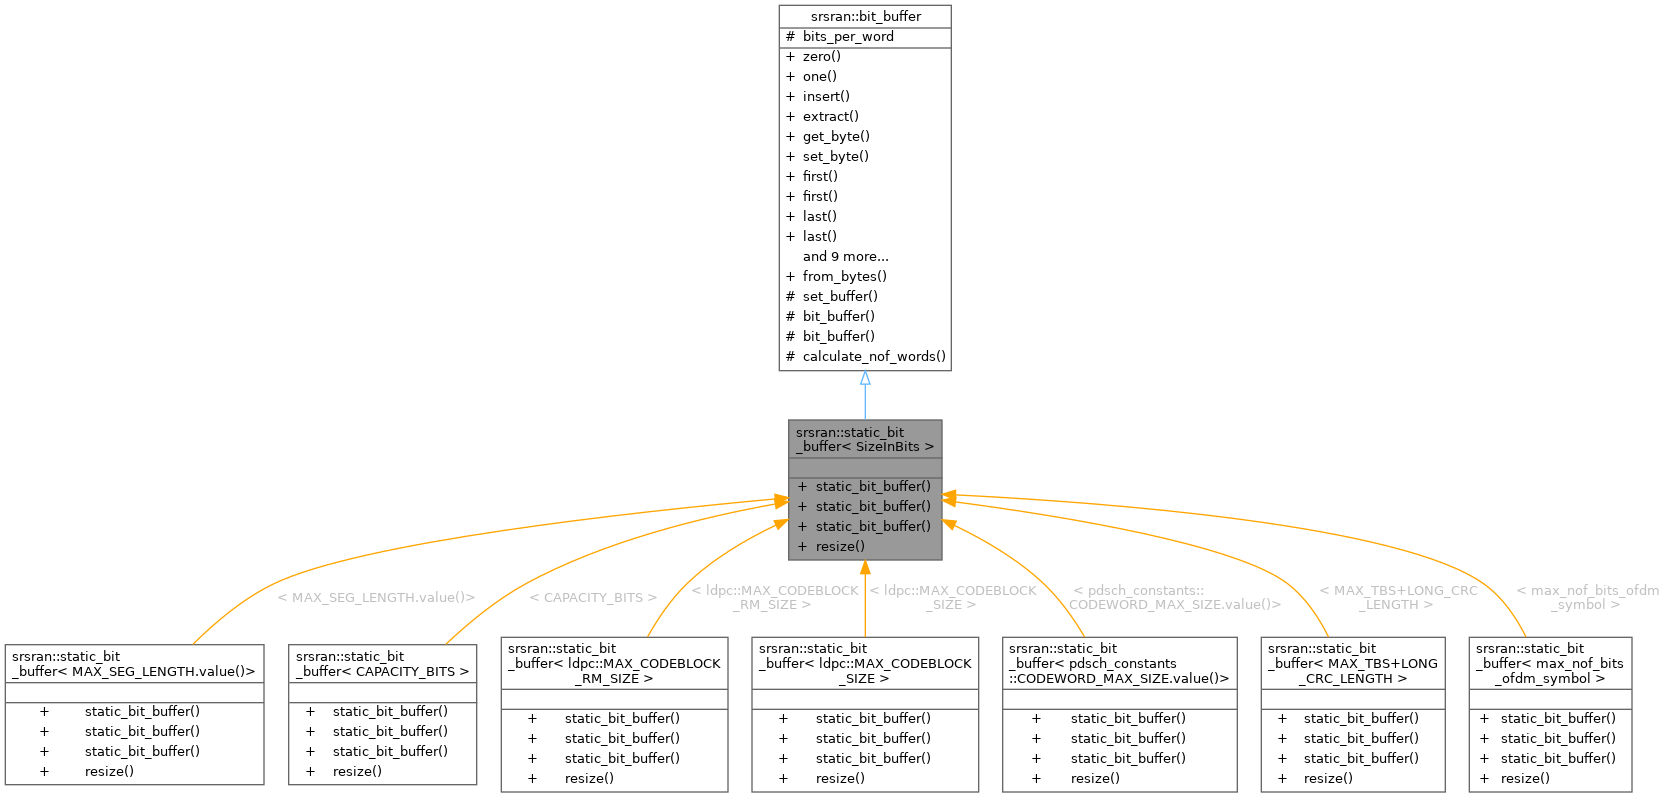 srsran::bit_buffer
# bits_per_word
+ zero()
+ one()
+ insert()
+ extract()
+ get_byte()
+ set_byte()
+ first()
+ first()
+ last()
+ last()
and 9 more...
+ from_bytes()
# set_buffer()
# bit_buffer()
# bit_buffer()
# calculate_nof_words()
srsran::static_bit
_buffer< SizeInBits >
+ static_bit_buffer()
+ static_bit_buffer()
+ static_bit_buffer()
+ resize()
< MAX_SEG_LENGTH.value()>
< CAPACITY_BITS >
< ldpc::MAX_CODEBLOCK
_RM_SIZE >
< ldpc::MAX_CODEBLOCK
_SIZE >
< pdsch_constants::
CODEWORD_MAX_SIZE.value()>
< MAX_TBS+LONG_CRC
_LENGTH >
< max_nof_bits_ofdm
_symbol >
srsran::static_bit
_buffer< MAX_SEG_LENGTH.value()>
+ static_bit_buffer()
+ static_bit_buffer()
+ static_bit_buffer()
+ resize()
srsran::static_bit
_buffer< CAPACITY_BITS >
+ static_bit_buffer()
+ static_bit_buffer()
+ static_bit_buffer()
+ resize()
srsran::static_bit
_buffer< ldpc::MAX_CODEBLOCK
_RM_SIZE >
+ static_bit_buffer()
+ static_bit_buffer()
+ static_bit_buffer()
+ resize()
srsran::static_bit
_buffer< ldpc::MAX_CODEBLOCK
_SIZE >
+ static_bit_buffer()
+ static_bit_buffer()
+ static_bit_buffer()
+ resize()
srsran::static_bit
_buffer< pdsch_constants
::CODEWORD_MAX_SIZE.value()>
+ static_bit_buffer()
+ static_bit_buffer()
+ static_bit_buffer()
+ resize()
srsran::static_bit
_buffer< MAX_TBS+LONG
_CRC_LENGTH >
+ static_bit_buffer()
+ static_bit_buffer()
+ static_bit_buffer()
+ resize()
srsran::static_bit
_buffer< max_nof_bits
_ofdm_symbol >
+ static_bit_buffer()
+ static_bit_buffer()
+ static_bit_buffer()
+ resize()